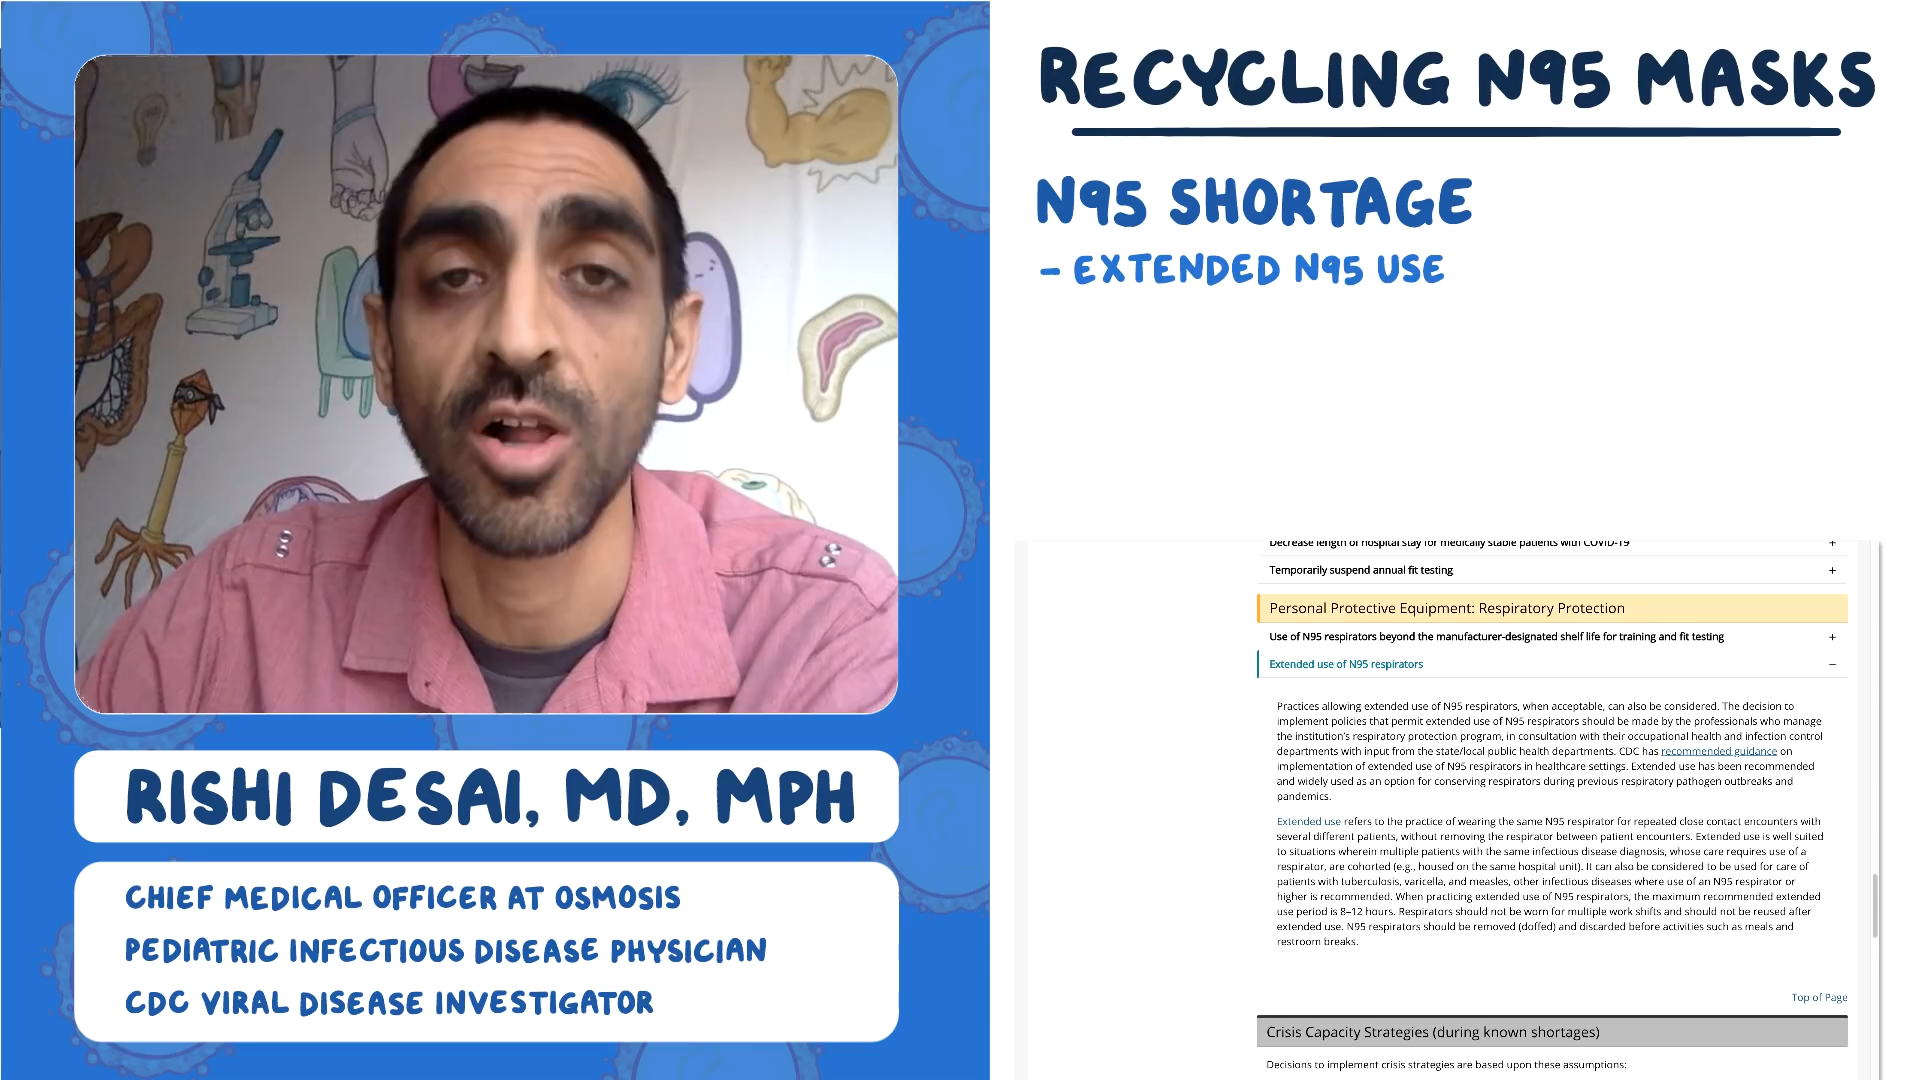 RISHI DESAI, MD, MPH
CHIEF MEDICAL OFFICER AT OSMOSIS
PEDIATRIC INFECTIOUS DISEASE PHYSICIAN
CDC VIRAL DISEASE INVESTIGATOR
RECYCLING N95 MASKS
N95 SHORTAGE
- EXTENDED N95 USE
Decrease length of hospital stay for medically stable patients with COVID-19 +
Temporarily suspend annual fit testing +
Personal Protective Equipment: Respiratory Protection
Use of N95 respirators beyond the manufacturer-designated shelf life for training and fit testing +
Extended use of N95 respirators −
Practices allowing extended use of N95 respirators, when acceptable, can also be considered. The decision to
implement policies that permit extended use of N95 respirators should be made by the professionals who manage
the institution's respiratory protection program, in consultation with their occupational health and infection control
departments with input from the state/local public health departments. CDC has recommended guidance on
implementation of extended use of N95 respirators in healthcare settings. Extended use has been recommended
and widely used as an option for conserving respirators during previous respiratory pathogen outbreaks and
pandemics.
Extended use refers to the practice of wearing the same N95 respirator for repeated close contact encounters with
several different patients, without removing the respirator between patient encounters. Extended use is well suited
to situations wherein multiple patients with the same infectious disease diagnosis, whose care requires use of a
respirator, are cohorted (e.g., housed on the same hospital unit). It can also be considered to be used for care of
patients with tuberculosis, varicella, and measles, other infectious diseases where use of an N95 respirator or
higher is recommended. When practicing extended use of N95 respirators, the maximum recommended extended
use period is 8–12 hours. Respirators should not be worn for multiple work shifts and should not be reused after
extended use. N95 respirators should be removed (doffed) and discarded before activities such as meals and
restroom breaks.
Top of Page
Crisis Capacity Strategies (during known shortages)
Decisions to implement crisis strategies are based upon these assumptions: